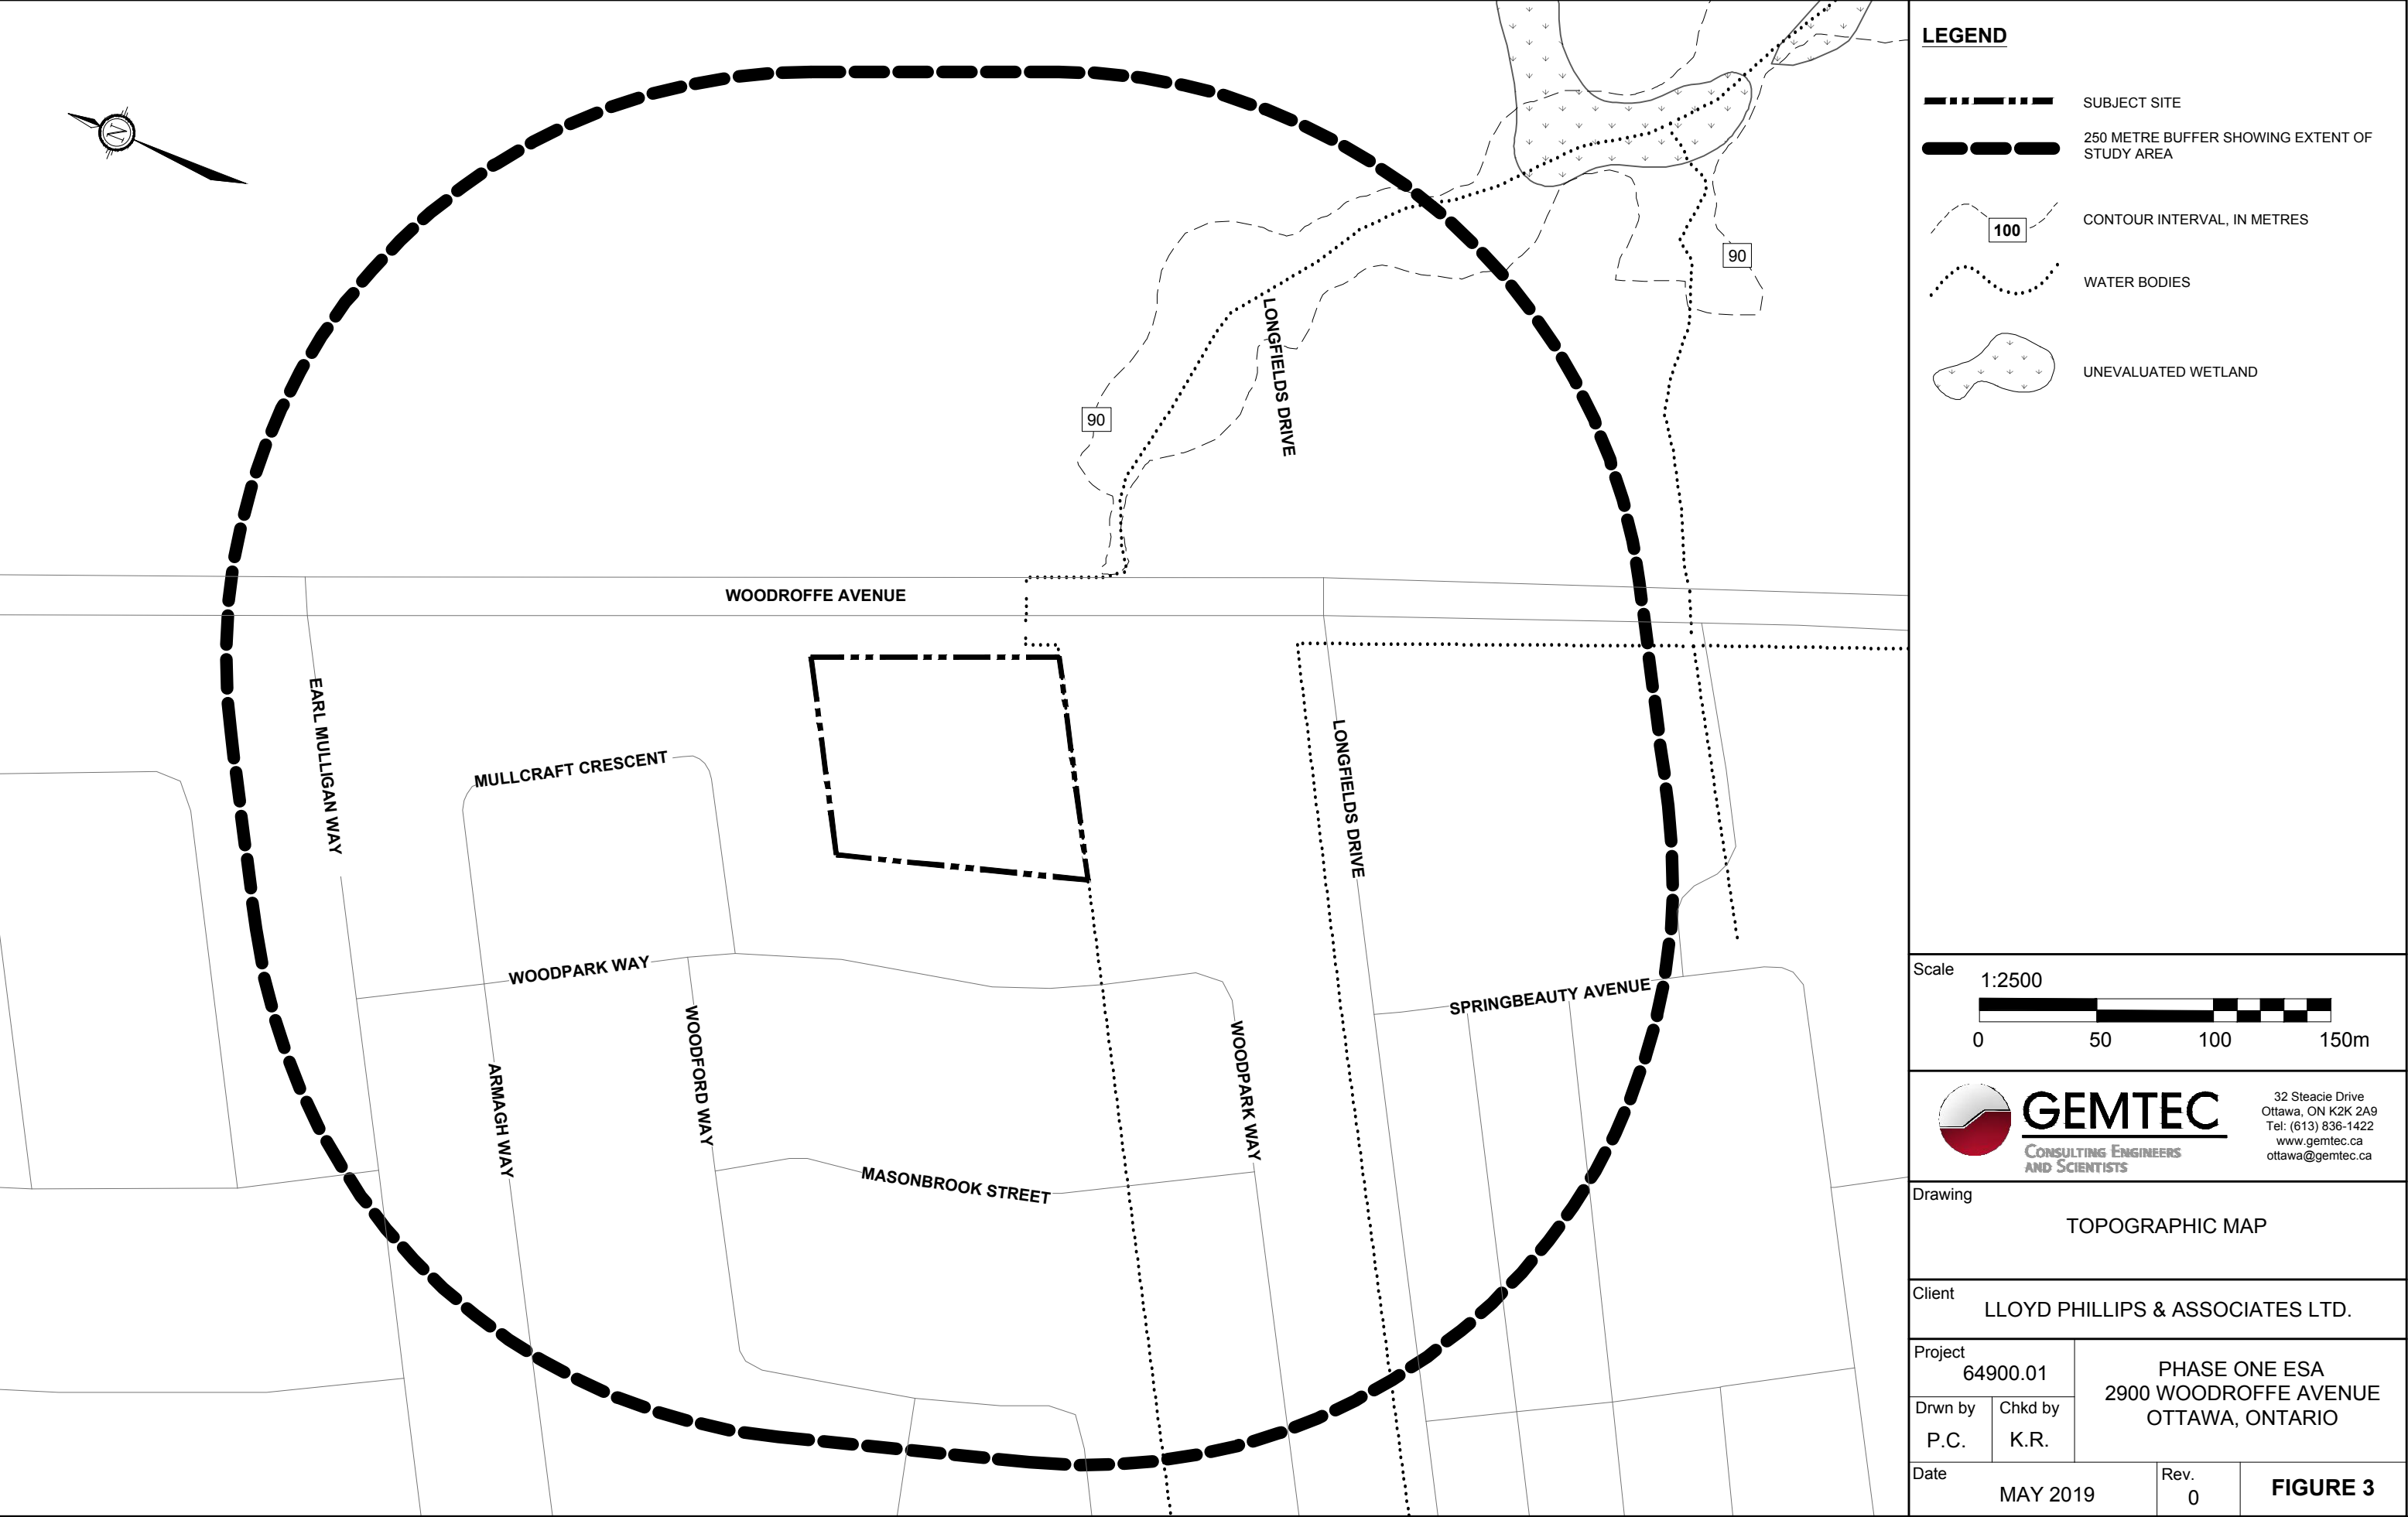 N
90
90
LONGFIELDS DRIVE
WOODROFFE AVENUE
EARL MULLIGAN WAY
MULLCRAFT CRESCENT
LONGFIELDS DRIVE
WOODPARK WAY
SPRINGBEAUTY AVENUE
ARMAGH WAY
WOODFORD WAY
WOODPARK WAY
MASONBROOK STREET
LEGEND
SUBJECT SITE
250 METRE BUFFER SHOWING EXTENT OF
STUDY AREA
100
CONTOUR INTERVAL, IN METRES
WATER BODIES
UNEVALUATED WETLAND
Scale
1:2500
0 50 100 150m
GEMTEC
CONSULTING ENGINEERS
AND SCIENTISTS
32 Steacie Drive
Ottawa, ON K2K 2A9
Tel: (613) 836-1422
www.gemtec.ca
ottawa@gemtec.ca
Drawing
TOPOGRAPHIC MAP
Client
LLOYD PHILLIPS & ASSOCIATES LTD.
Project
64900.01
PHASE ONE ESA
2900 WOODROFFE AVENUE
OTTAWA, ONTARIO
Drwn by
P.C.
Chkd by
K.R.
Date
MAY 2019
Rev.
0
FIGURE 3